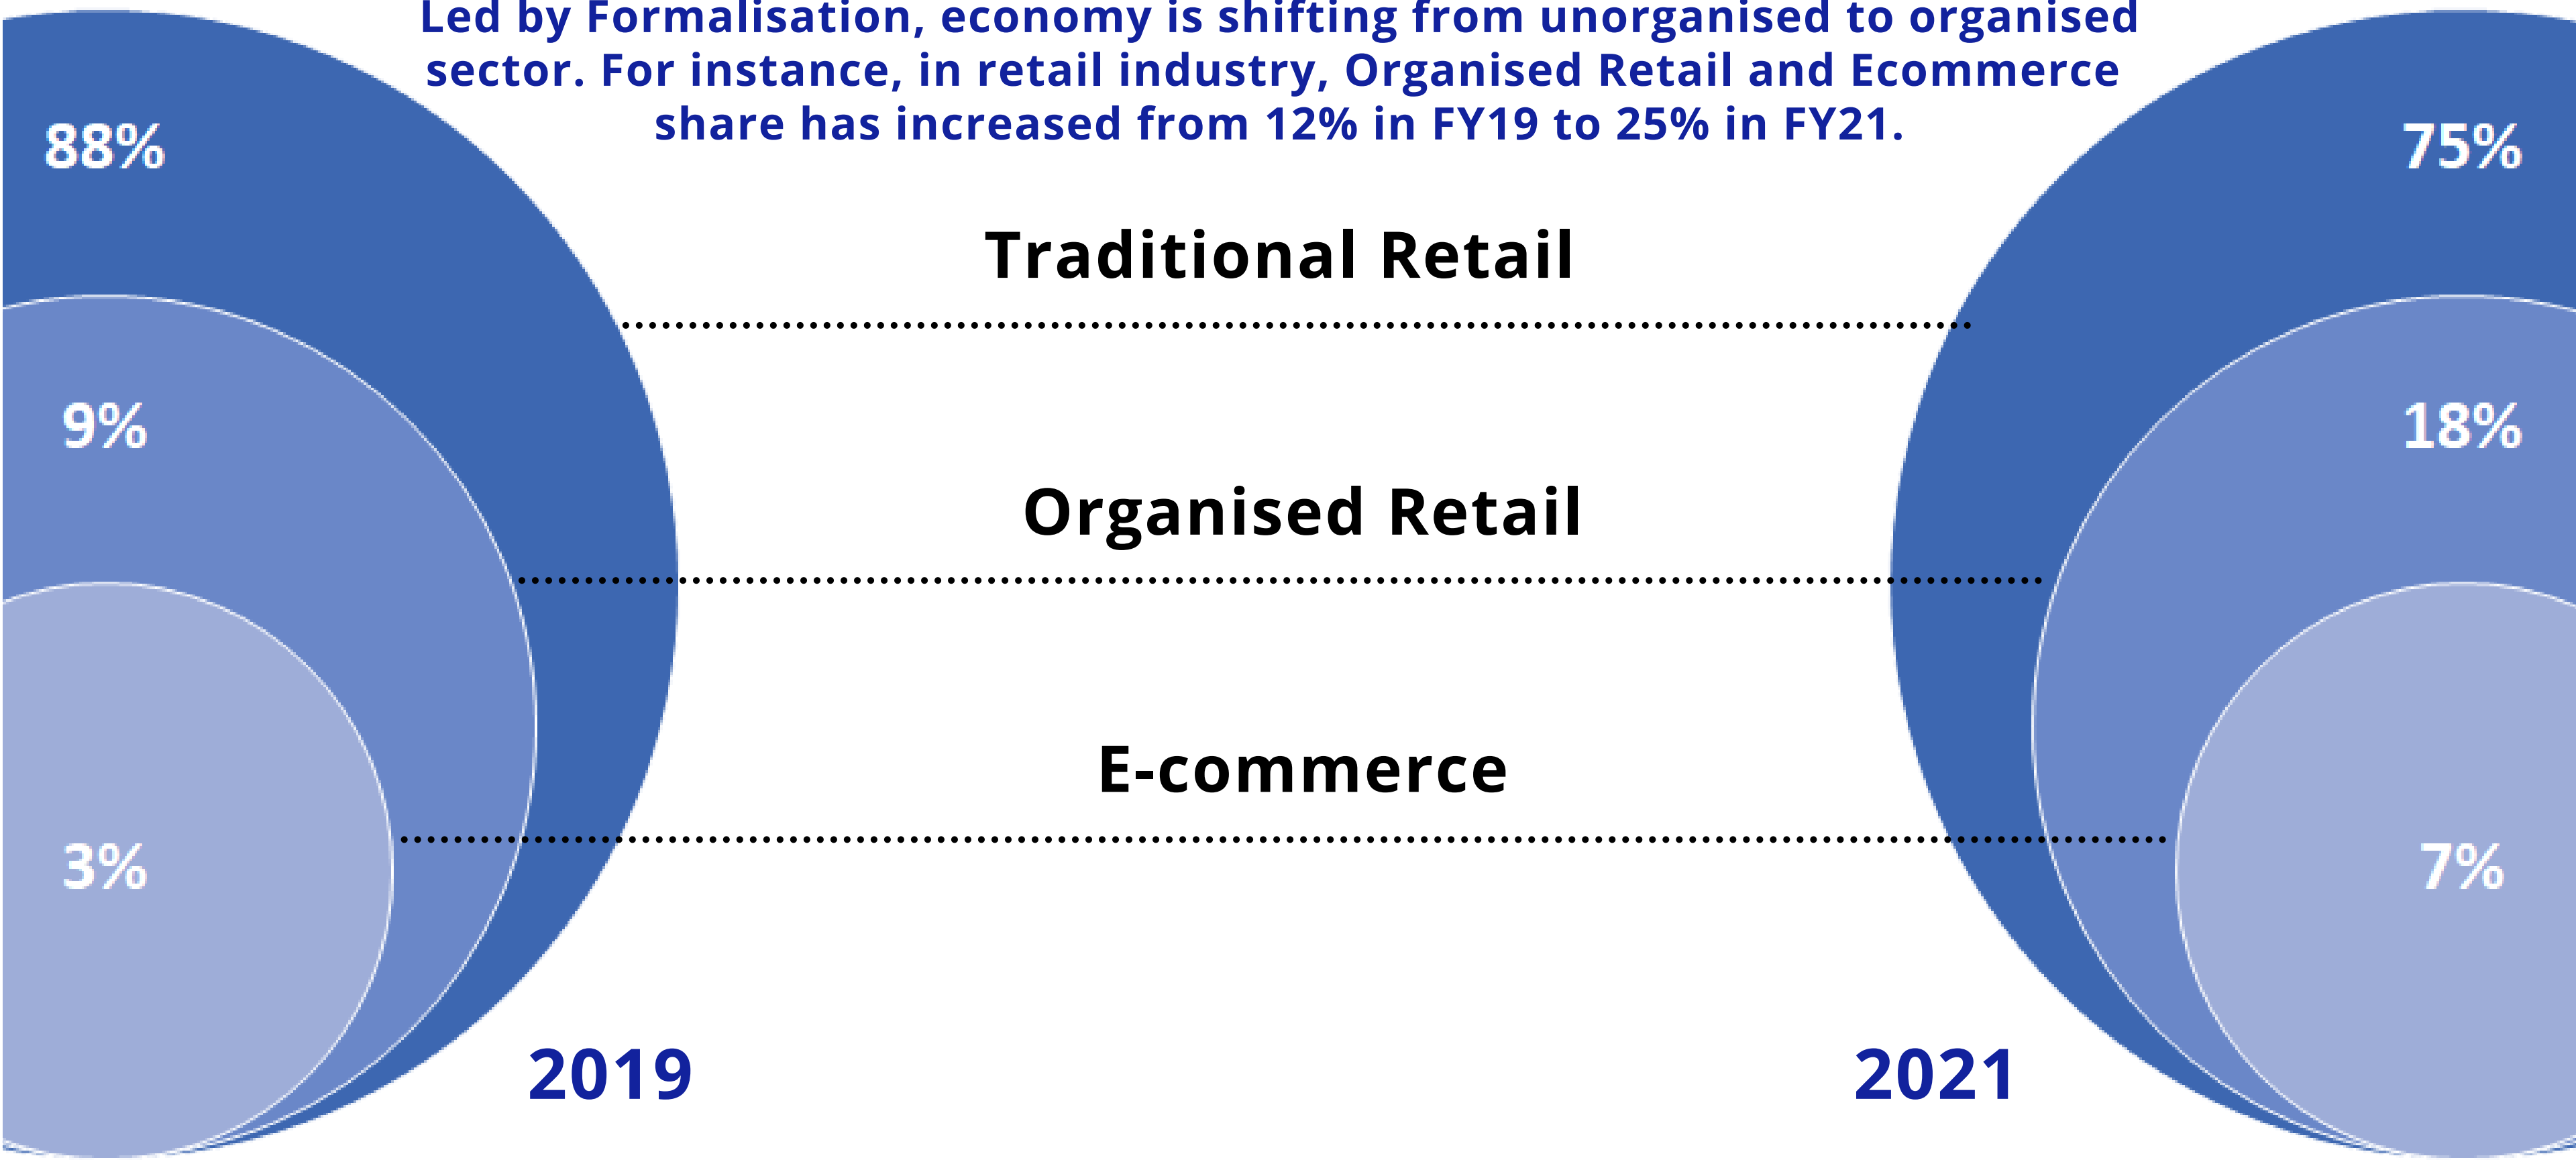 Led by Formalisation, economy is shifting from unorganised to organised
sector. For instance, in retail industry, Organised Retail and Ecommerce
share has increased from 12% in FY19 to 25% in FY21.
88%
75%
Traditional Retail
9%
18%
Organised Retail
E-commerce
3%
7%
2019
2021